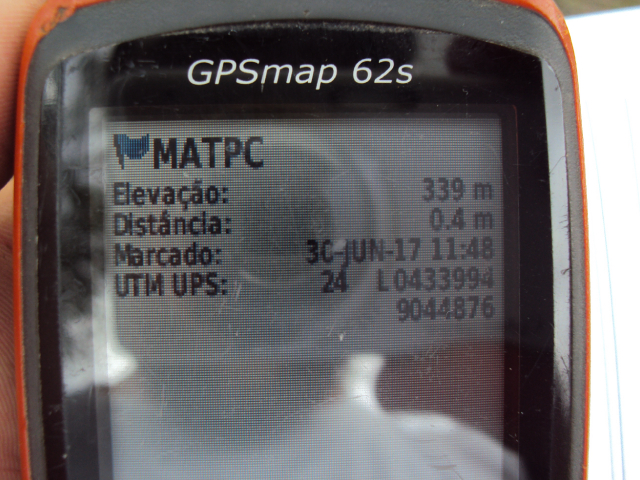 GPSmap 62s
MATPC
Elevação: 339 m
Distância: 0.4 m
Marcado: 30-JUN-17 11:48
UTM UPS: 24 L 0433994
9044876